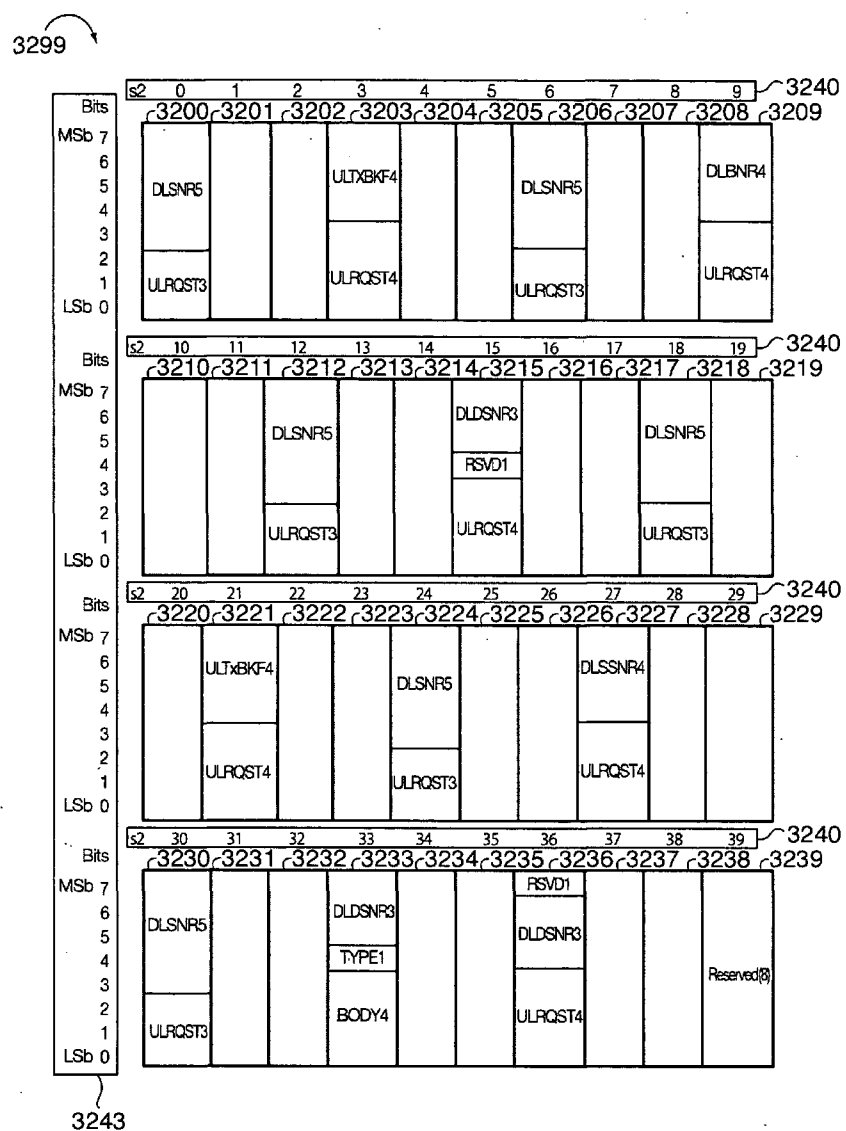 3299
s2 0 1 2 3 4 5 6 7 8 9 3240
Bits 3200 3201 3202 3203 3204 3205 3206 3207 3208 3209
MSb 7
6
5
4
3
2
1
LSb 0
DLSNR5 ULTXBKF4 DLSNR5 DLBNR4
ULRQST3 ULRQST4 ULRQST3 ULRQST4
s2 10 11 12 13 14 15 16 17 18 19 3240
Bits 3210 3211 3212 3213 3214 3215 3216 3217 3218 3219
MSb 7
6
5
4
3
2
1
LSb 0
DLSNR5 DLDSNR3 DLSNR5
RSVD1
ULRQST3 ULRQST4 ULRQST3
s2 20 21 22 23 24 25 26 27 28 29 3240
Bits 3220 3221 3222 3223 3224 3225 3226 3227 3228 3229
MSb 7
6
5
4
3
2
1
LSb 0
ULTxBKF4 DLSNR5 DLSSNR4
ULRQST4 ULRQST3 ULRQST4
s2 30 31 32 33 34 35 36 37 38 39 3240
Bits 3230 3231 3232 3233 3234 3235 3236 3237 3238 3239
MSb 7
6
5
4
3
2
1
LSb 0
RSVD1
DLSNR5 DLDSNR3 DLDSNR3
TYPE1 Reserved(8)
ULRQST3 BODY4 ULRQST4
3243